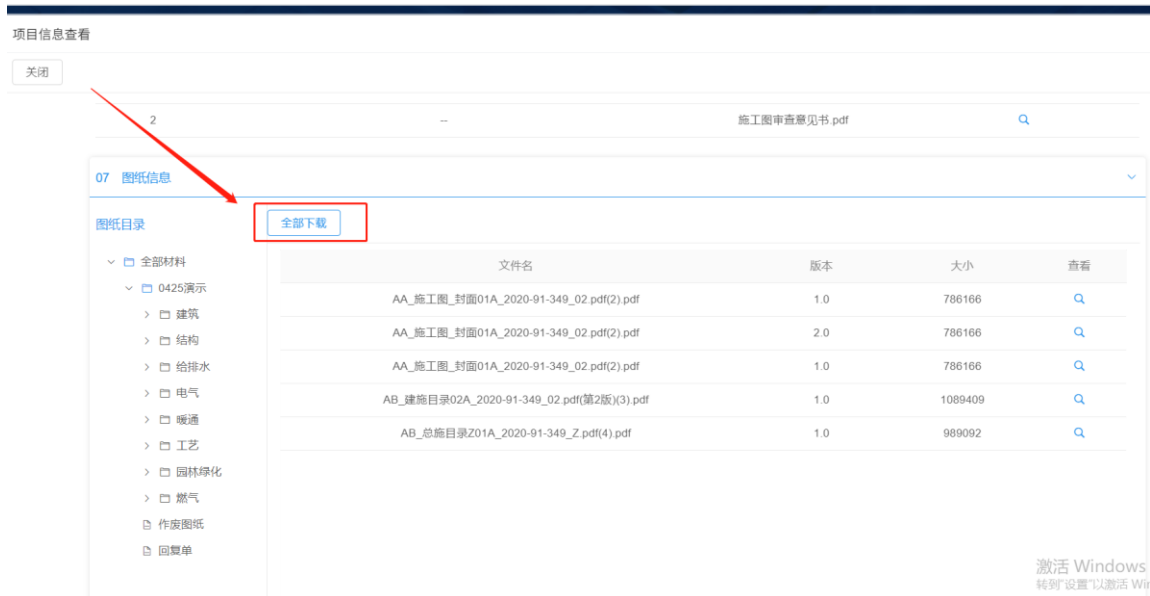 项目信息查看
关闭
2 -- 施工图审查意见书.pdf
07 图纸信息
图纸目录 全部下载
全部材料 文件名 版本 大小 查看
0425演示 AA_施工图_封面01A_2020-91-349_02.pdf(2).pdf 1.0 786166
建筑
结构 AA_施工图_封面01A_2020-91-349_02.pdf(2).pdf 2.0 786166
给排水 AA_施工图_封面01A_2020-91-349_02.pdf(2).pdf 1.0 786166
电气 AB_建施目录02A_2020-91-349_02.pdf(第2版)(3).pdf 1.0 1089409
暖通 AB_总施目录Z01A_2020-91-349_Z.pdf(4).pdf 1.0 989092
工艺
园林绿化
燃气
作废图纸
回复单
激活 Windows
转到"设置"以激活 Win